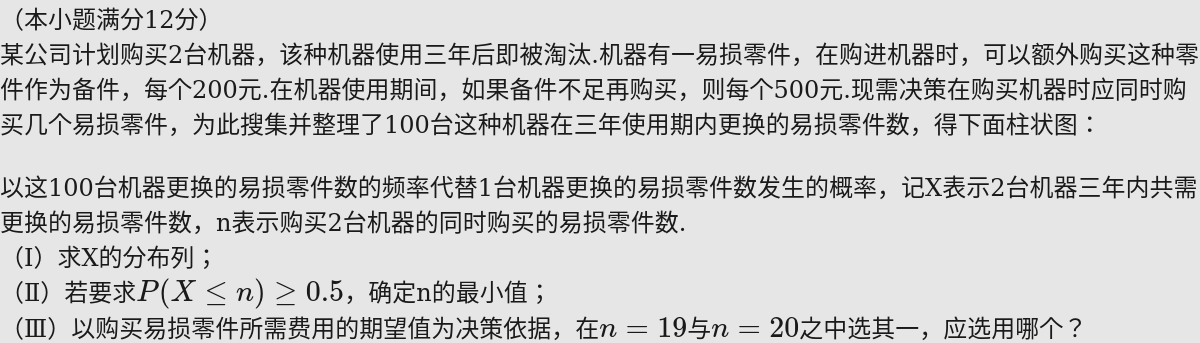 （本小题满分12分）
某公司计划购买2台机器，该种机器使用三年后即被淘汰.机器有一易损零件，在购进机器时，可以额外购买这种零
件作为备件，每个200元.在机器使用期间，如果备件不足再购买，则每个500元.现需决策在购买机器时应同时购
买几个易损零件，为此搜集并整理了100台这种机器在三年使用期内更换的易损零件数，得下面柱状图：
以这100台机器更换的易损零件数的频率代替1台机器更换的易损零件数发生的概率，记X表示2台机器三年内共需
更换的易损零件数，n表示购买2台机器的同时购买的易损零件数.
（Ⅰ）求X的分布列；
（Ⅱ）若要求P(X ≤ n) ≥ 0.5，确定n的最小值；
（Ⅲ）以购买易损零件所需费用的期望值为决策依据，在n = 19与n = 20之中选其一，应选用哪个？